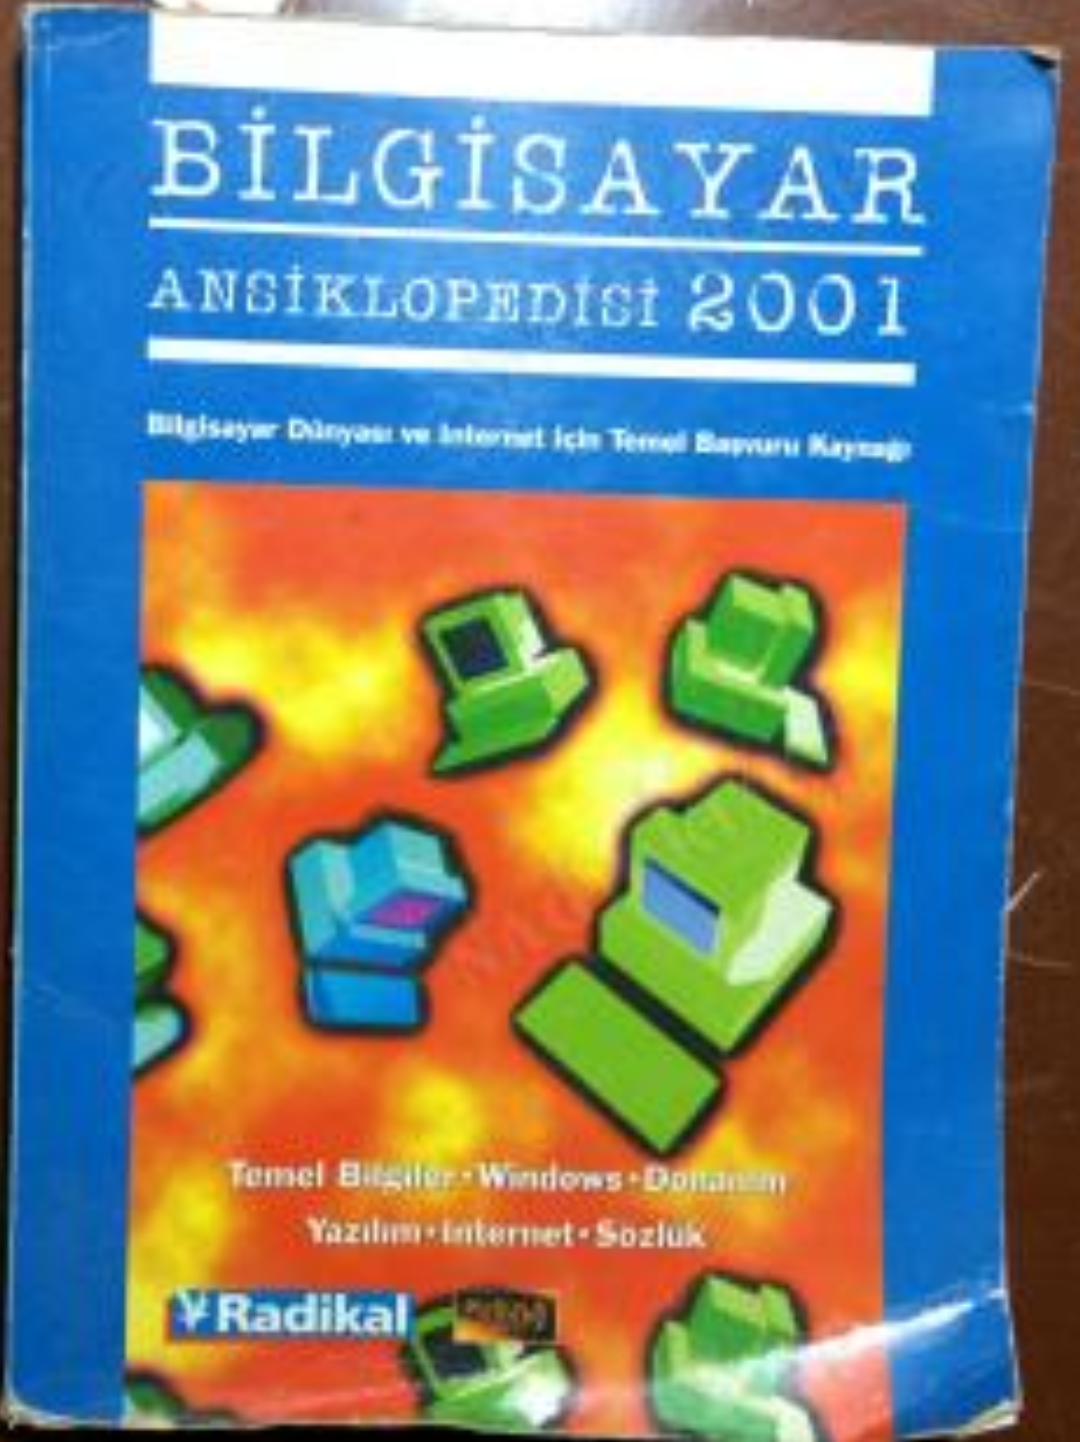 BİLGİSAYAR
ANSİKLOPEDİSİ 2001
Bilgisayar Dünyası ve Internet için Temel Başvuru Kaynağı
Temel Bilgiler · Windows · Donanım
Yazılım · Internet · Sözlük
Radikal